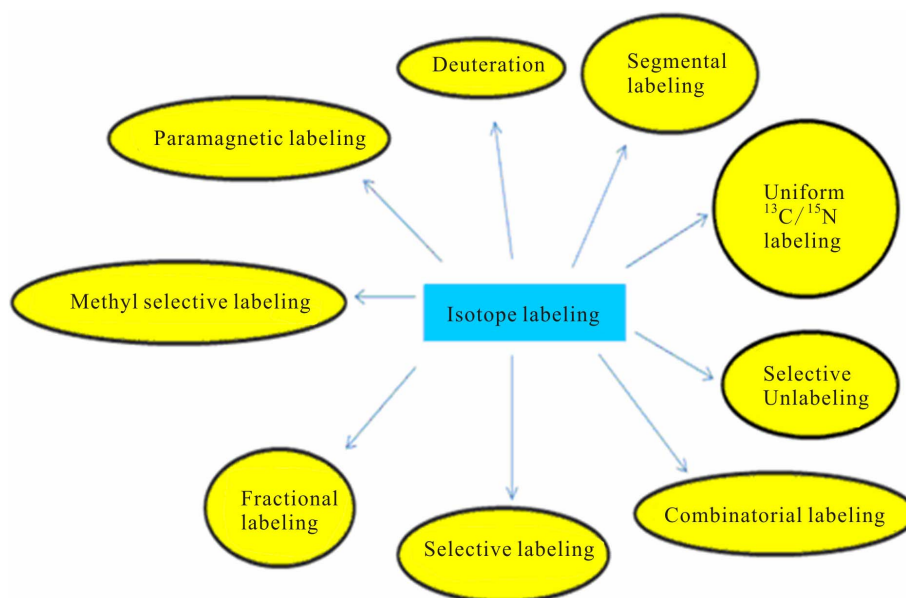 Deuteration
Segmental
labeling
Paramagnetic labeling
Uniform
¹³C/¹⁵N
labeling
Methyl selective labeling
Isotope labeling
Selective
Unlabeling
Fractional
labeling
Combinatorial labeling
Selective labeling